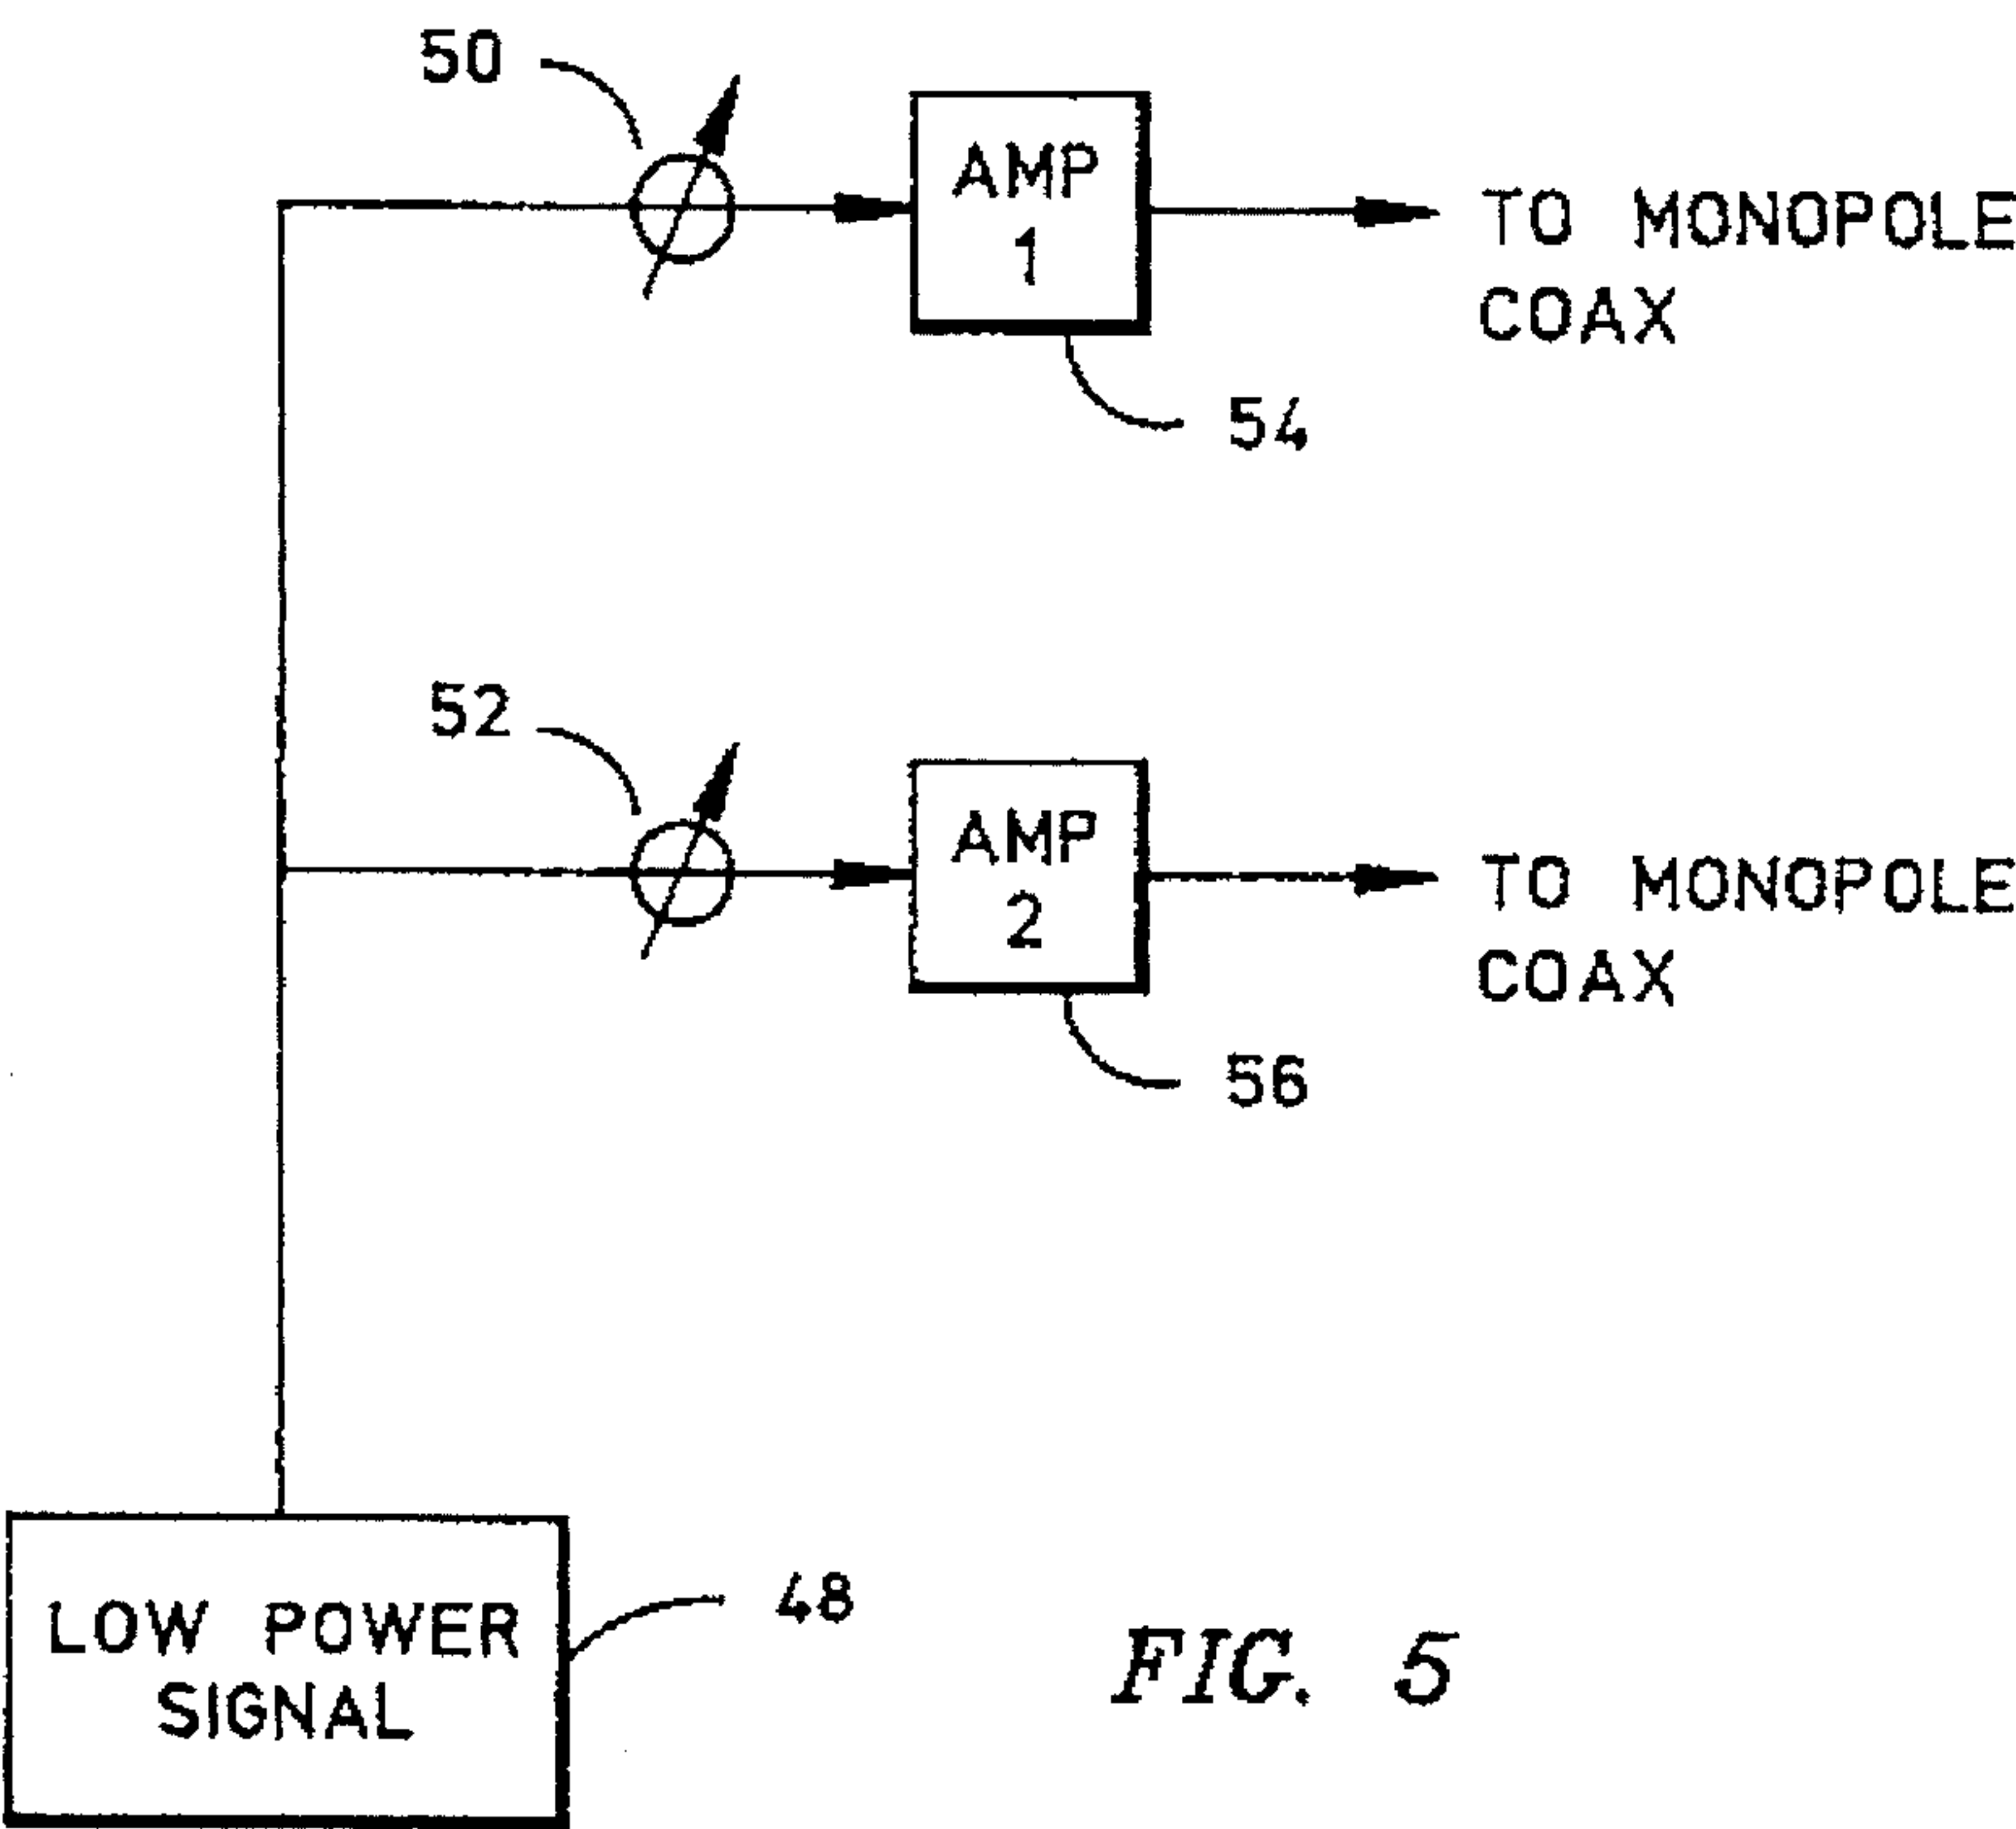 50
AMP
1
TO MONOPOLE
COAX
54
52
AMP
2
TO MONOPOLE
COAX
56
LOW POWER
SIGNAL
48
FIG. 5